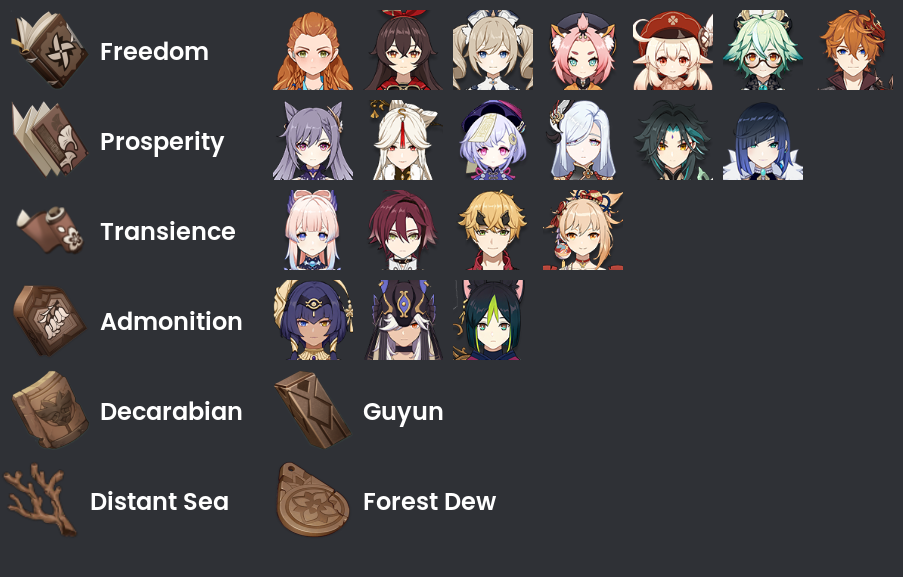 Freedom
Prosperity
Transience
Admonition
Decarabian Guyun
Distant Sea Forest Dew